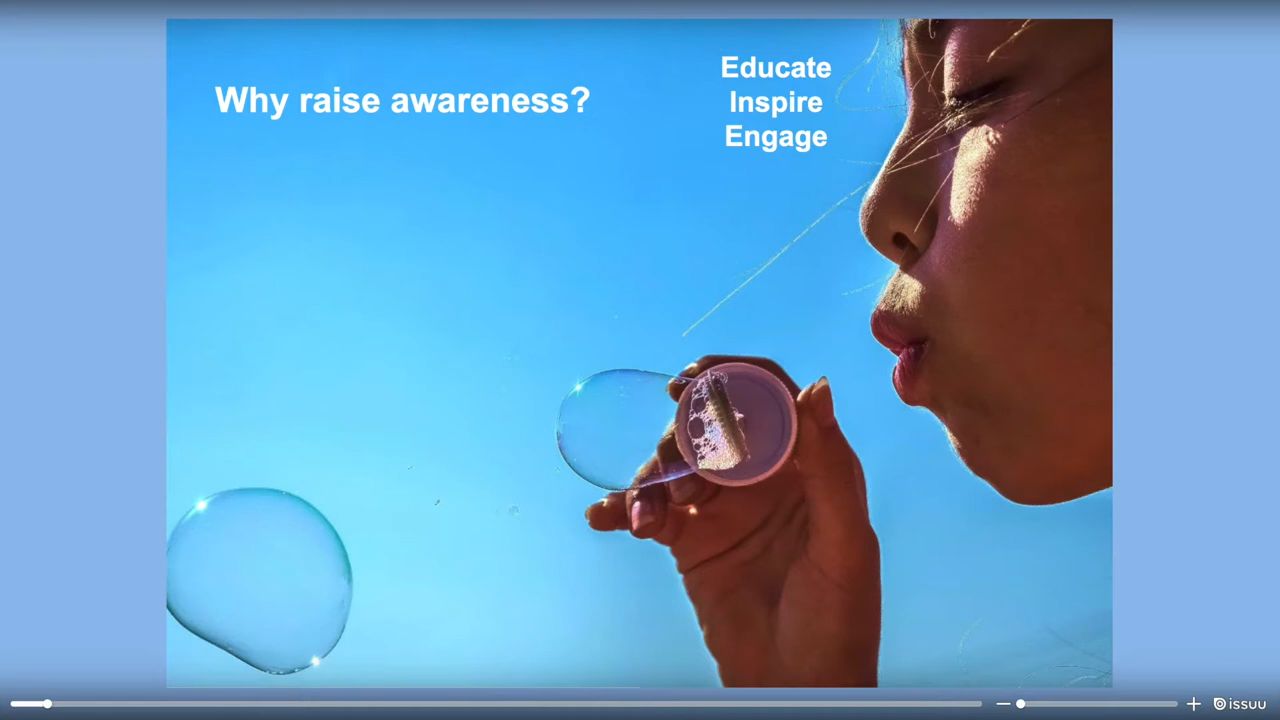 Why raise awareness?
Educate
Inspire
Engage
issuu